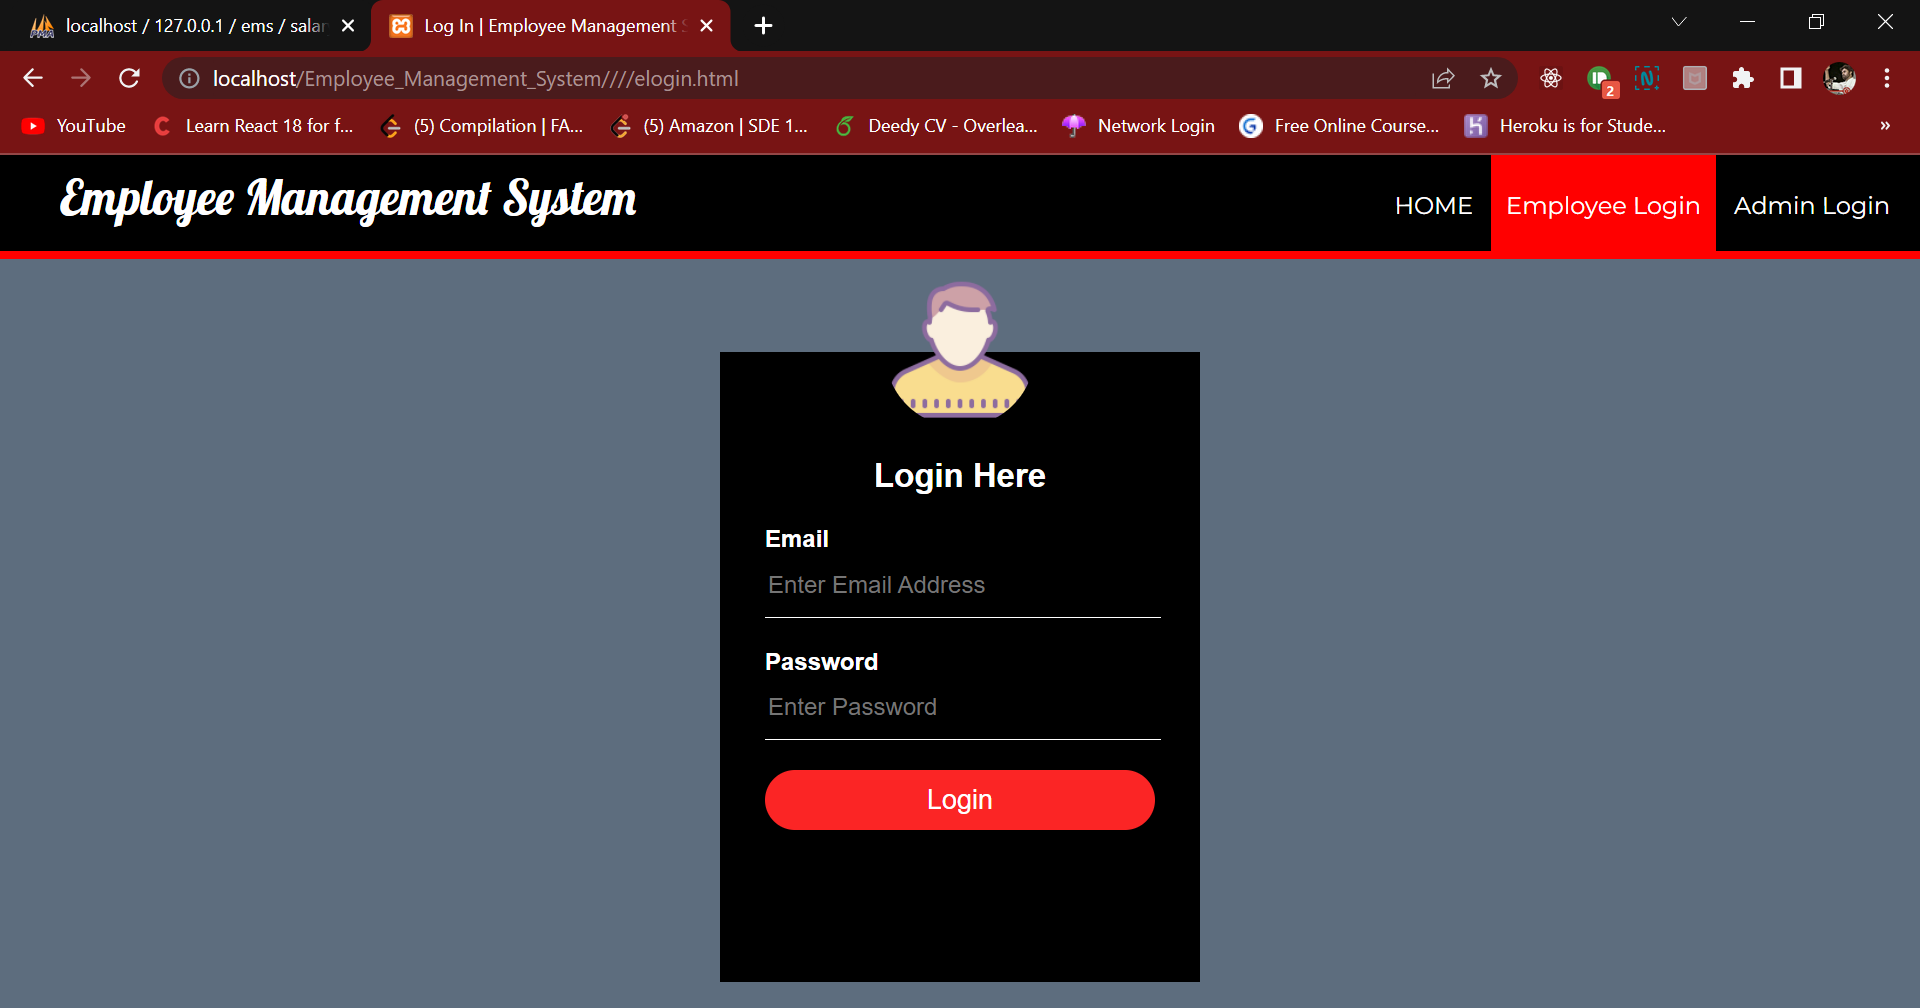 localhost / 127.0.0.1 / ems / salar
Log In | Employee Management S
localhost/Employee_Management_System////elogin.html
2
YouTube
Learn React 18 for f...
(5) Compilation | FA...
(5) Amazon | SDE 1...
Deedy CV - Overlea...
Network Login
Free Online Course...
Heroku is for Stude...
»
Employee Management System
HOME
Employee Login
Admin Login
Login Here
Email
Enter Email Address
Password
Enter Password
Login